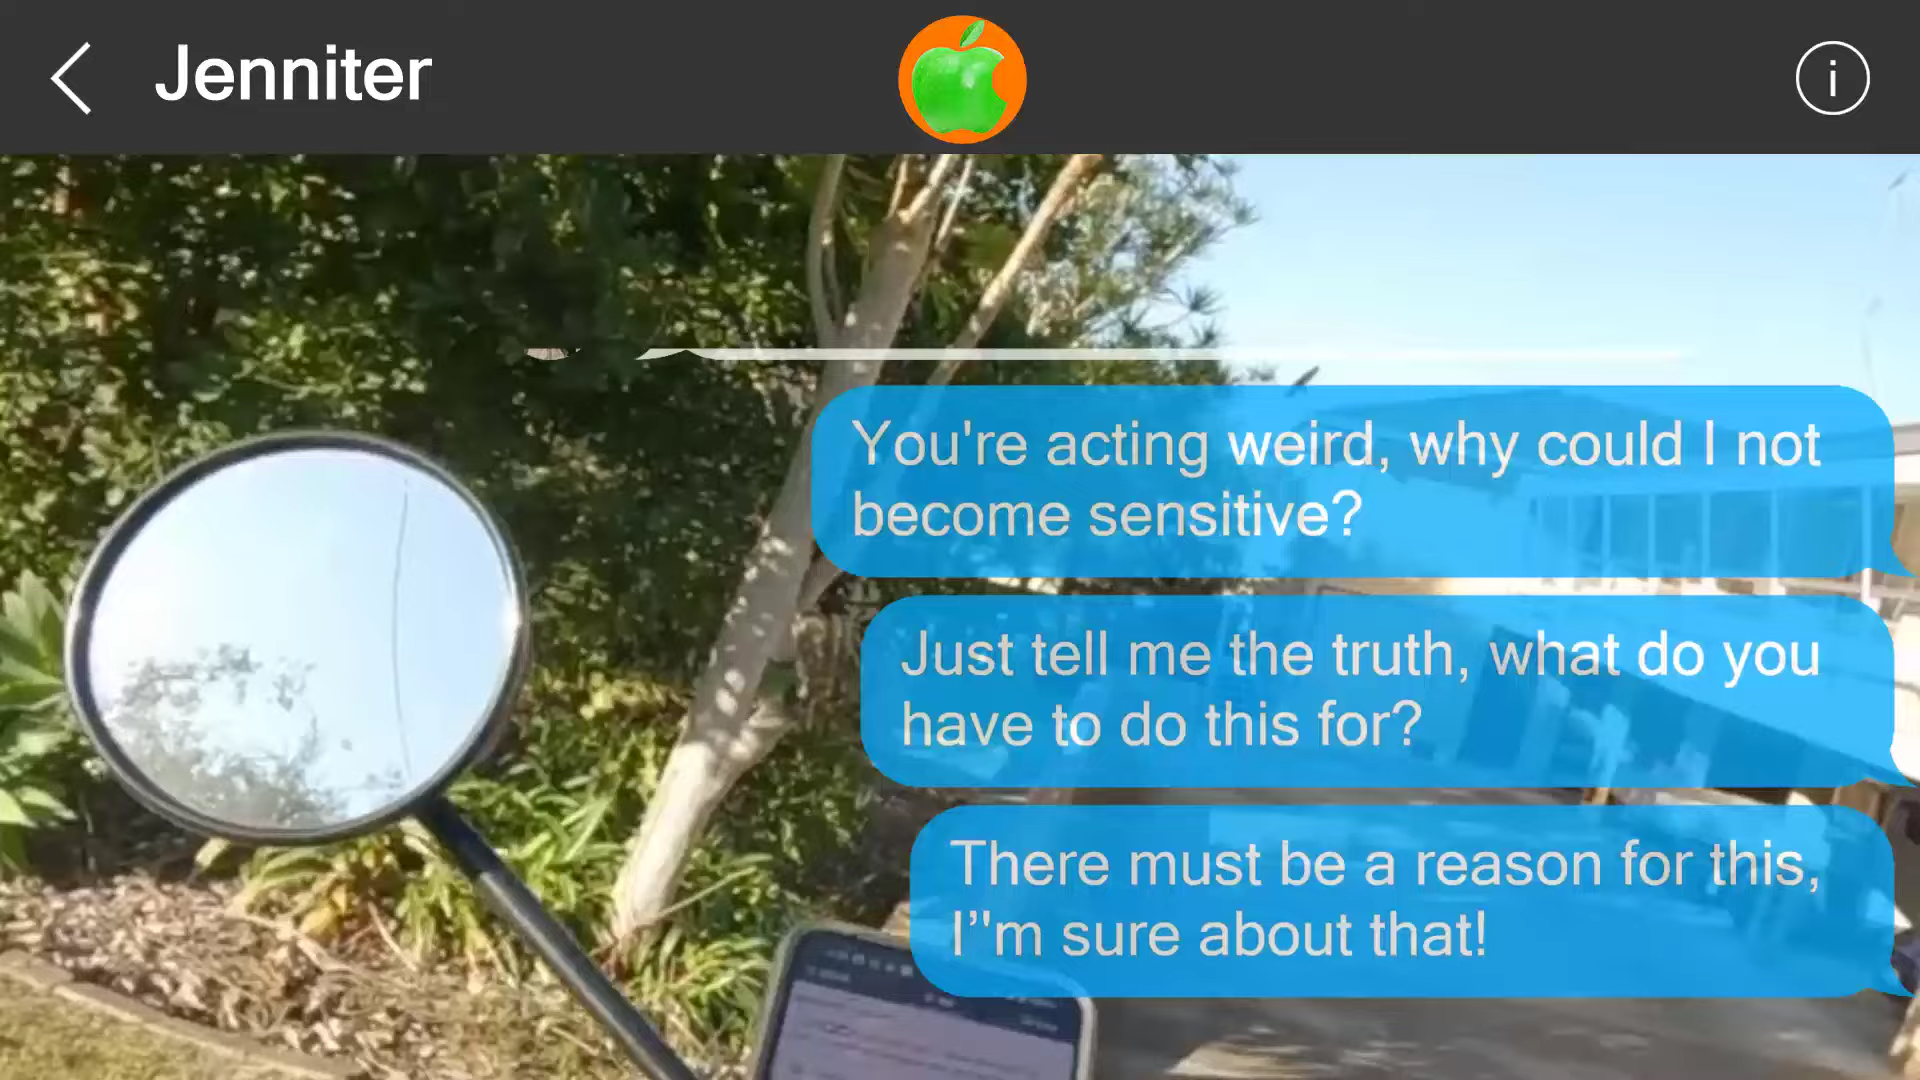 Jenniter
i
You're acting weird, why could I not
become sensitive?
Just tell me the truth, what do you
have to do this for?
There must be a reason for this,
I”"m sure about that!